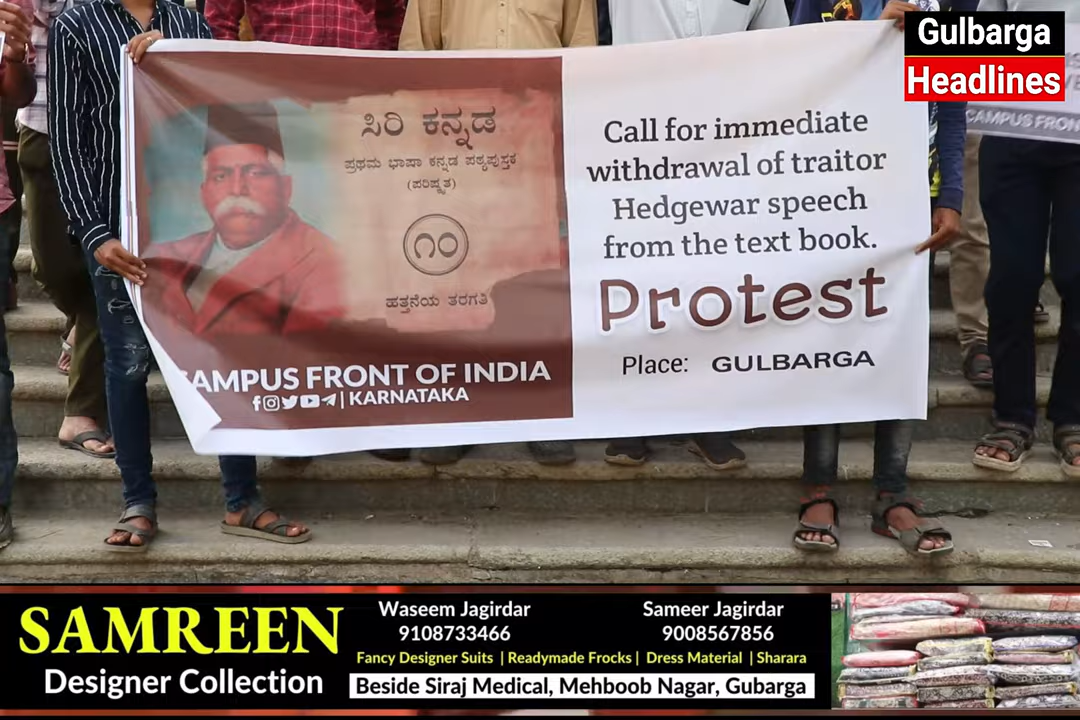 Gulbarga
Headlines
CAMPUS FRON
ಸಿರಿ ಕನ್ನಡ
ಪ್ರಥಮ ಭಾಷಾ ಕನ್ನಡ ಪಠ್ಯಪುಸ್ತಕ
(ಪರಿಷ್ಕೃತ)
೧೦
ಹತ್ತನೆಯ ತರಗತಿ
AMPUS FRONT OF INDIA
| KARNATAKA
Call for immediate
withdrawal of traitor
Hedgewar speech
from the text book.
Protest
Place: GULBARGA
SAMREEN
Designer Collection
Waseem Jagirdar
9108733466
Sameer Jagirdar
9008567856
Fancy Designer Suits | Readymade Frocks | Dress Material | Sharara
Beside Siraj Medical, Mehboob Nagar, Gubarga